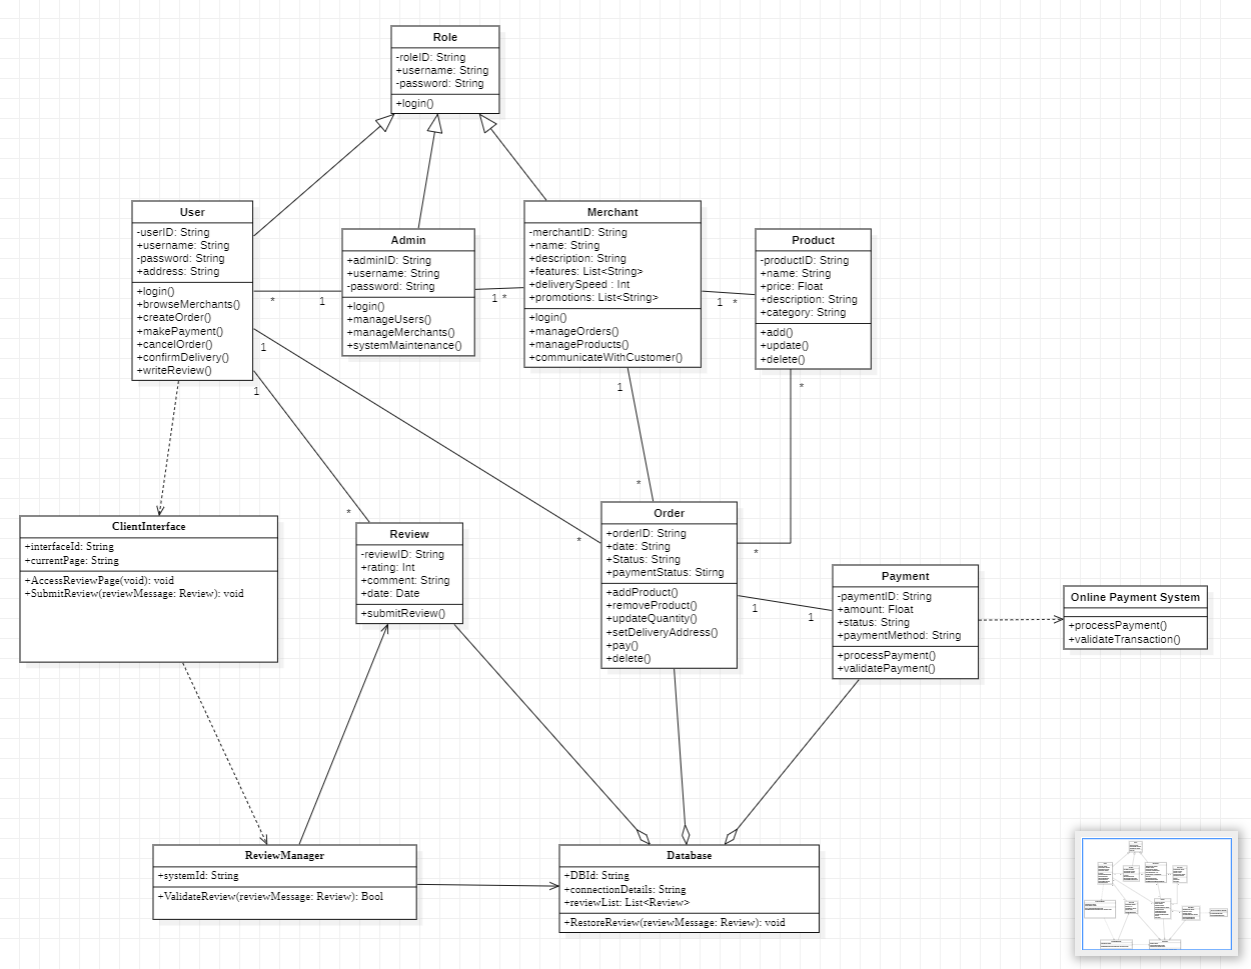 Role
-roleID: String
+username: String
-password: String
+login()
User
-userID: String
+username: String
-password: String
+address: String
+login()
+browseMerchants()
+createOrder()
+makePayment()
+cancelOrder()
+confirmDelivery()
+writeReview()
Admin
+adminID: String
+username: String
-password: String
+login()
+manageUsers()
+manageMerchants()
+systemMaintenance()
Merchant
-merchantID: String
+name: String
+description: String
+features: List<String>
+deliverySpeed : Int
+promotions: List<String>
+login()
+manageOrders()
+manageProducts()
+communicateWithCustomer()
Product
-productID: String
+name: String
+price: Float
+description: String
+category: String
+add()
+update()
+delete()
* 1
1 *
1 *
1
1
1
*
*
*
*
*
1
1
ClientInterface
+interfaceId: String
+currentPage: String
+AccessReviewPage(void): void
+SubmitReview(reviewMessage: Review): void
Review
-reviewID: String
+rating: Int
+comment: String
+date: Date
+submitReview()
Order
+orderID: String
+date: String
+Status: String
+paymentStatus: Stirng
+addProduct()
+removeProduct()
+updateQuantity()
+setDeliveryAddress()
+pay()
+delete()
Payment
-paymentID: String
+amount: Float
+status: String
+paymentMethod: String
+processPayment()
+validatePayment()
Online Payment System
+processPayment()
+validateTransaction()
ReviewManager
+systemId: String
+ValidateReview(reviewMessage: Review): Bool
Database
+DBId: String
+connectionDetails: String
+reviewList: List<Review>
+RestoreReview(reviewMessage: Review): void